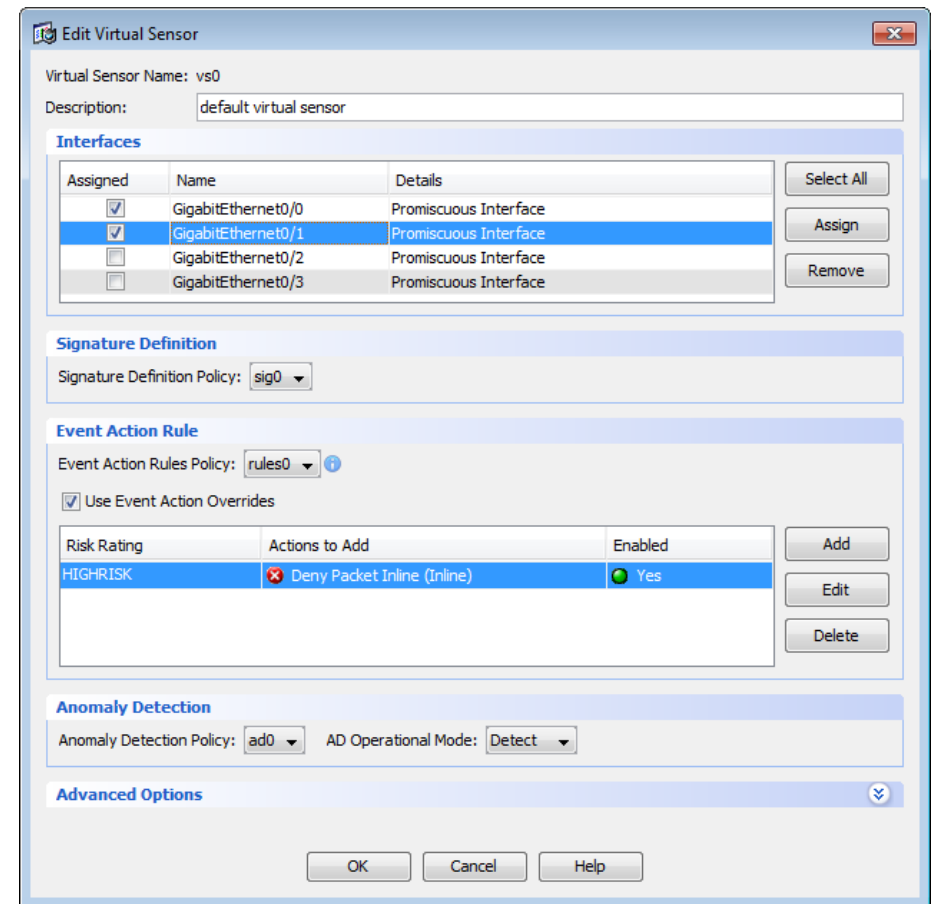 Edit Virtual Sensor
Virtual Sensor Name: vs0
Description: default virtual sensor
Interfaces
Assigned Name Details Select All
GigabitEthernet0/0 Promiscuous Interface
GigabitEthernet0/1 Promiscuous Interface Assign
GigabitEthernet0/2 Promiscuous Interface
GigabitEthernet0/3 Promiscuous Interface Remove
Signature Definition
Signature Definition Policy: sig0
Event Action Rule
Event Action Rules Policy: rules0
Use Event Action Overrides
Risk Rating Actions to Add Enabled Add
HIGHRISK Deny Packet Inline (Inline) Yes
Edit
Delete
Anomaly Detection
Anomaly Detection Policy: ad0 AD Operational Mode: Detect
Advanced Options
OK Cancel Help